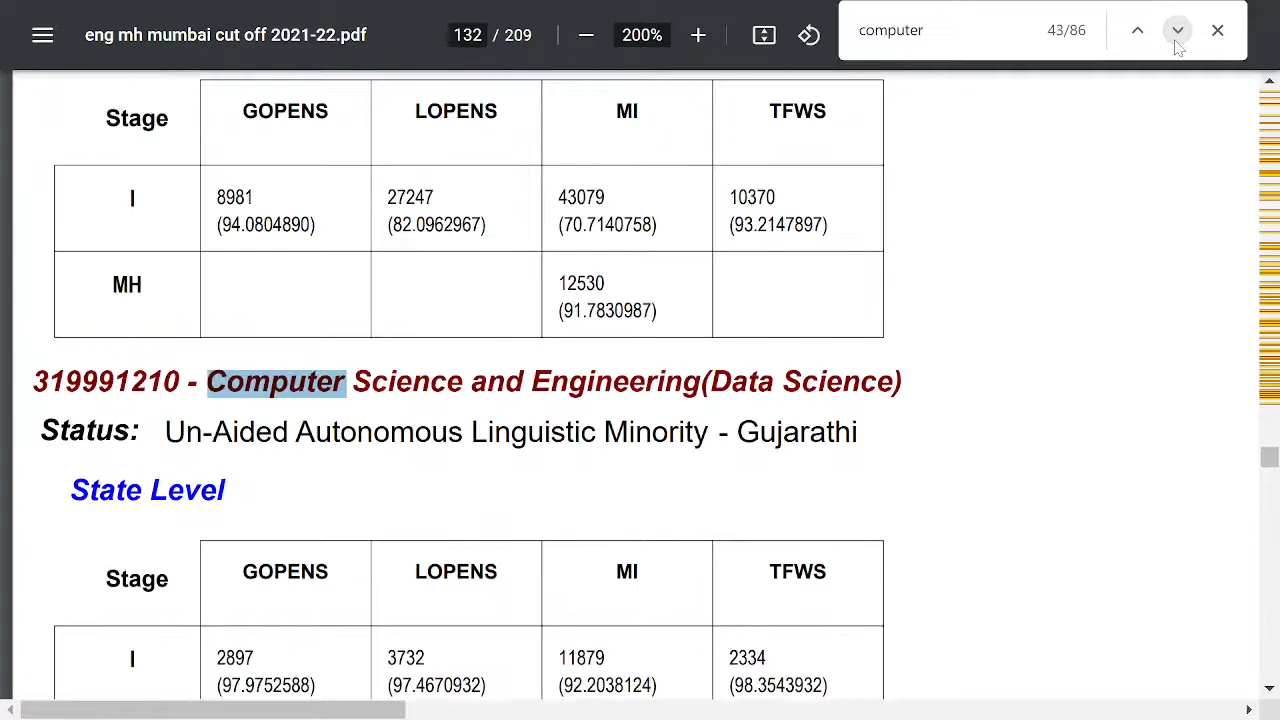 eng mh mumbai cut off 2021-22.pdf
132 / 209
200%
computer
43/86
Stage GOPENS LOPENS MI TFWS
I 8981 27247 43079 10370
(94.0804890) (82.0962967) (70.7140758) (93.2147897)
MH 12530
(91.7830987)
319991210 - Computer Science and Engineering(Data Science)
Status: Un-Aided Autonomous Linguistic Minority - Gujarathi
State Level
Stage GOPENS LOPENS MI TFWS
I 2897 3732 11879 2334
(97.9752588) (97.4670932) (92.2038124) (98.3543932)